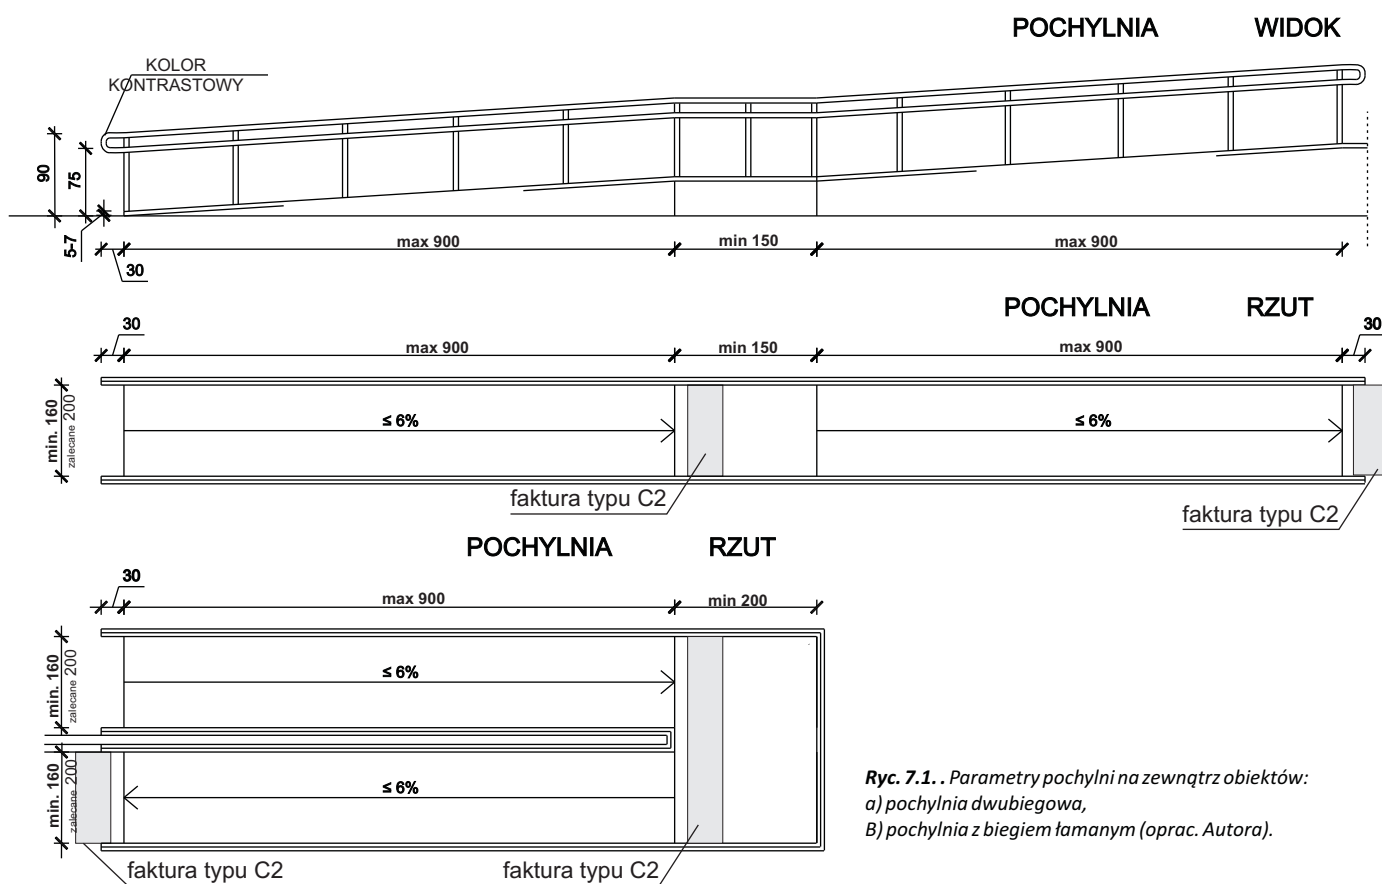 POCHYLNIA WIDOK
KOLOR
KONTRASTOWY
90
75
5-7
30
max 900
min 150
max 900
POCHYLNIA RZUT
30
max 900
min 150
max 900
30
min. 160
zalecane 200
≤ 6%
≤ 6%
faktura typu C2
faktura typu C2
POCHYLNIA RZUT
30
max 900
min 200
min. 160
zalecane 200
≤ 6%
min. 160
zalecane 200
≤ 6%
faktura typu C2
faktura typu C2
Ryc. 7.1. . Parametry pochylni na zewnątrz obiektów:
a) pochylnia dwubiegowa,
B) pochylnia z biegiem łamanym (oprac. Autora).